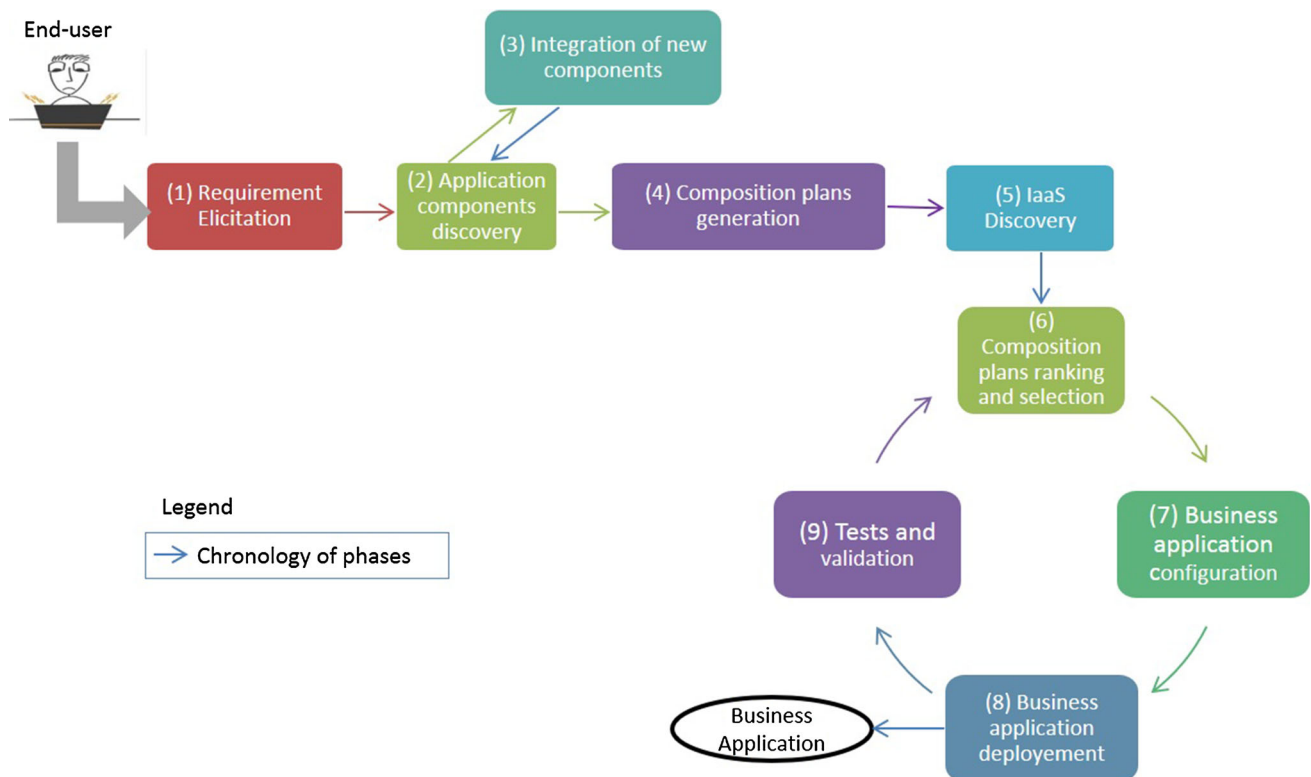 End-user
(3) Integration of new
components
(1) Requirement
Elicitation
(2) Application
components
discovery
(4) Composition plans
generation
(5) IaaS
Discovery
(6)
Composition
plans ranking
and selection
(7) Business
application
configuration
(8) Business
application
deployement
(9) Tests and
validation
Business
Application
Legend
Chronology of phases